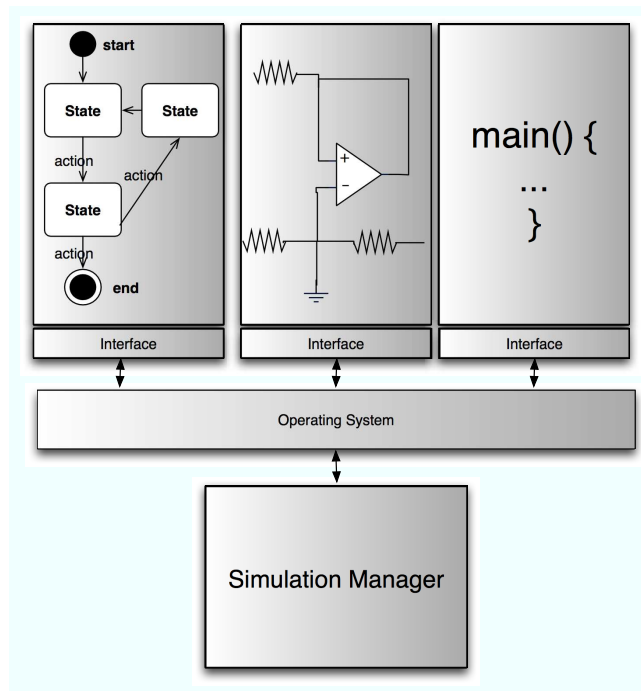 start
State
State
action
action
State
action
end
+
−
main() {
...
}
Interface
Interface
Interface
Operating System
Simulation Manager